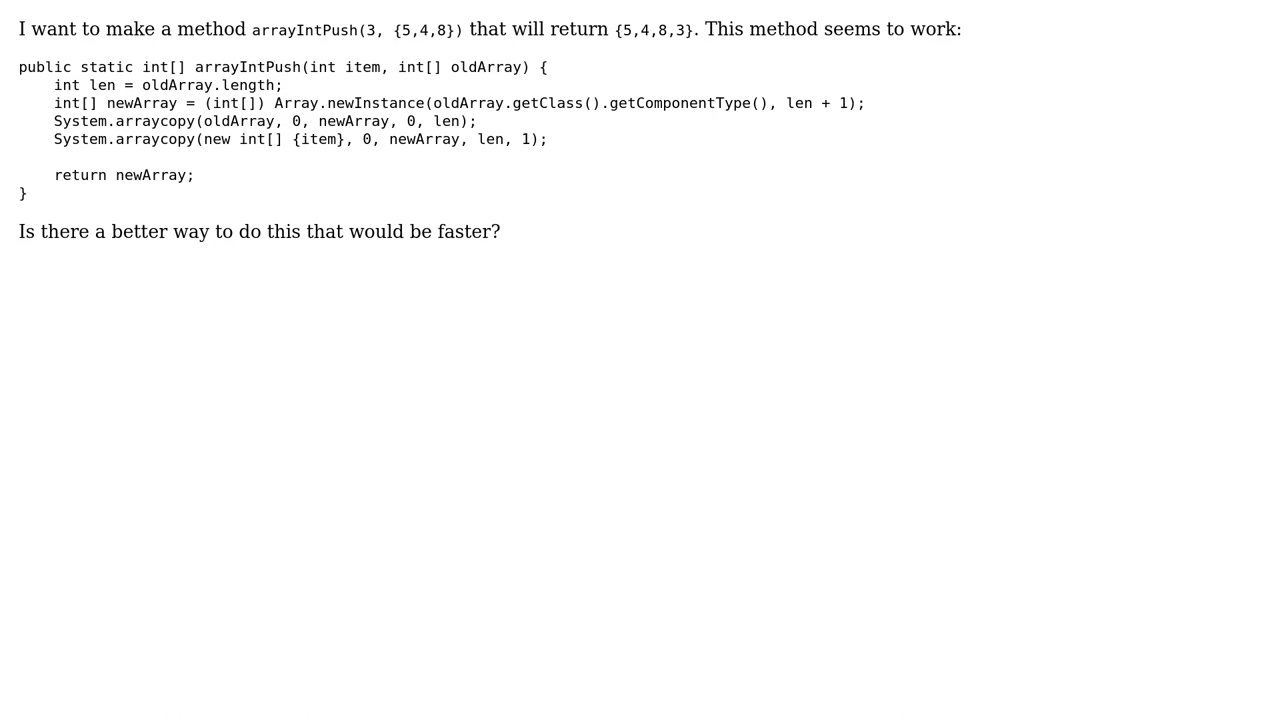 I want to make a method arrayIntPush(3, {5,4,8}) that will return {5,4,8,3}. This method seems to work:
public static int[] arrayIntPush(int item, int[] oldArray) {
    int len = oldArray.length;
    int[] newArray = (int[]) Array.newInstance(oldArray.getClass().getComponentType(), len + 1);
    System.arraycopy(oldArray, 0, newArray, 0, len);
    System.arraycopy(new int[] {item}, 0, newArray, len, 1);
    return newArray;
}
Is there a better way to do this that would be faster?